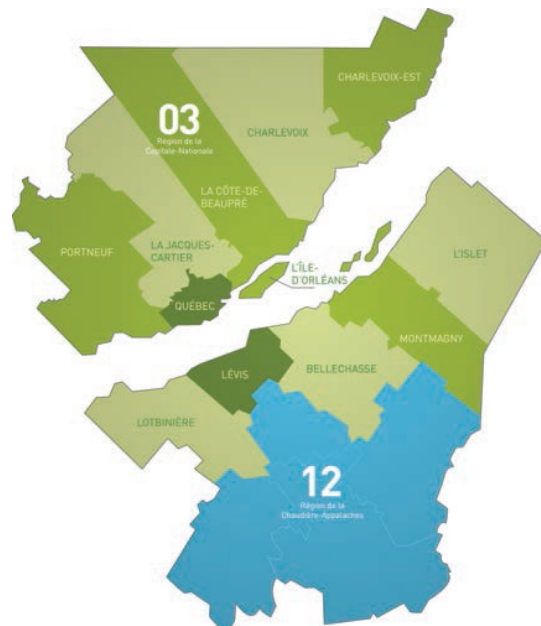 CHARLEVOIX-EST
03
Région de la
Capitale-Nationale
CHARLEVOIX
LA CÔTE-DE-
BEAUPRÉ
PORTNEUF
LA JACQUES-
CARTIER
L'ISLET
L'ÎLE-
D'ORLÉANS
QUÉBEC
MONTMAGNY
BELLECHASSE
LÉVIS
LOTBINIÈRE
12
Région de la
Chaudière-Appalaches